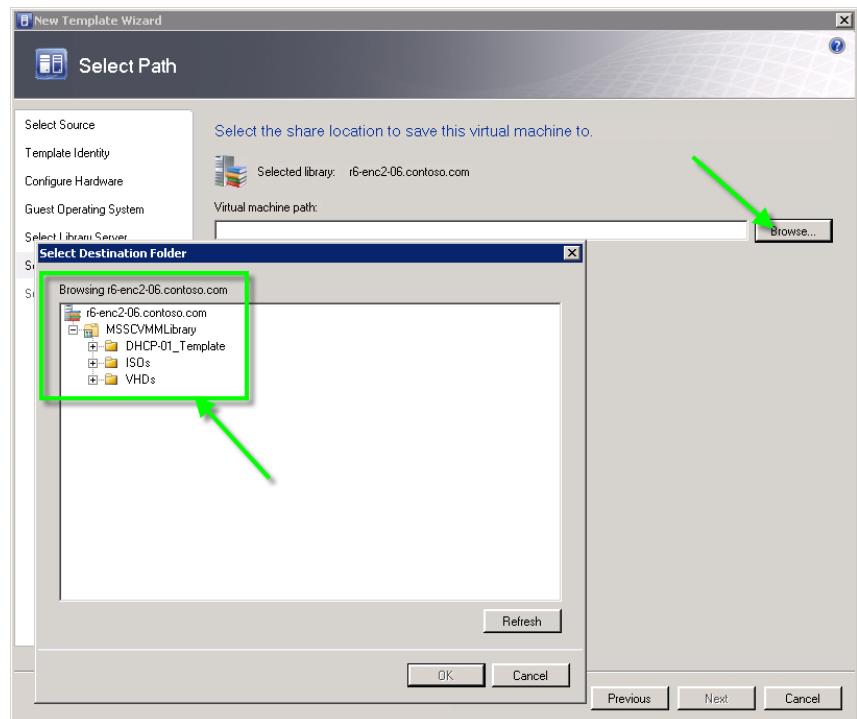 New Template Wizard
Select Path
Select Source
Template Identity
Configure Hardware
Guest Operating System
Select Library Server
Select the share location to save this virtual machine to.
Selected library: r6-enc2-06.contoso.com
Virtual machine path:
Browse...
Select Destination Folder
Browsing r6-enc2-06.contoso.com
r6-enc2-06.contoso.com
MSSCVMMLibrary
DHCP-01_Template
ISOs
VHDs
Refresh
OK
Cancel
Previous
Next
Cancel